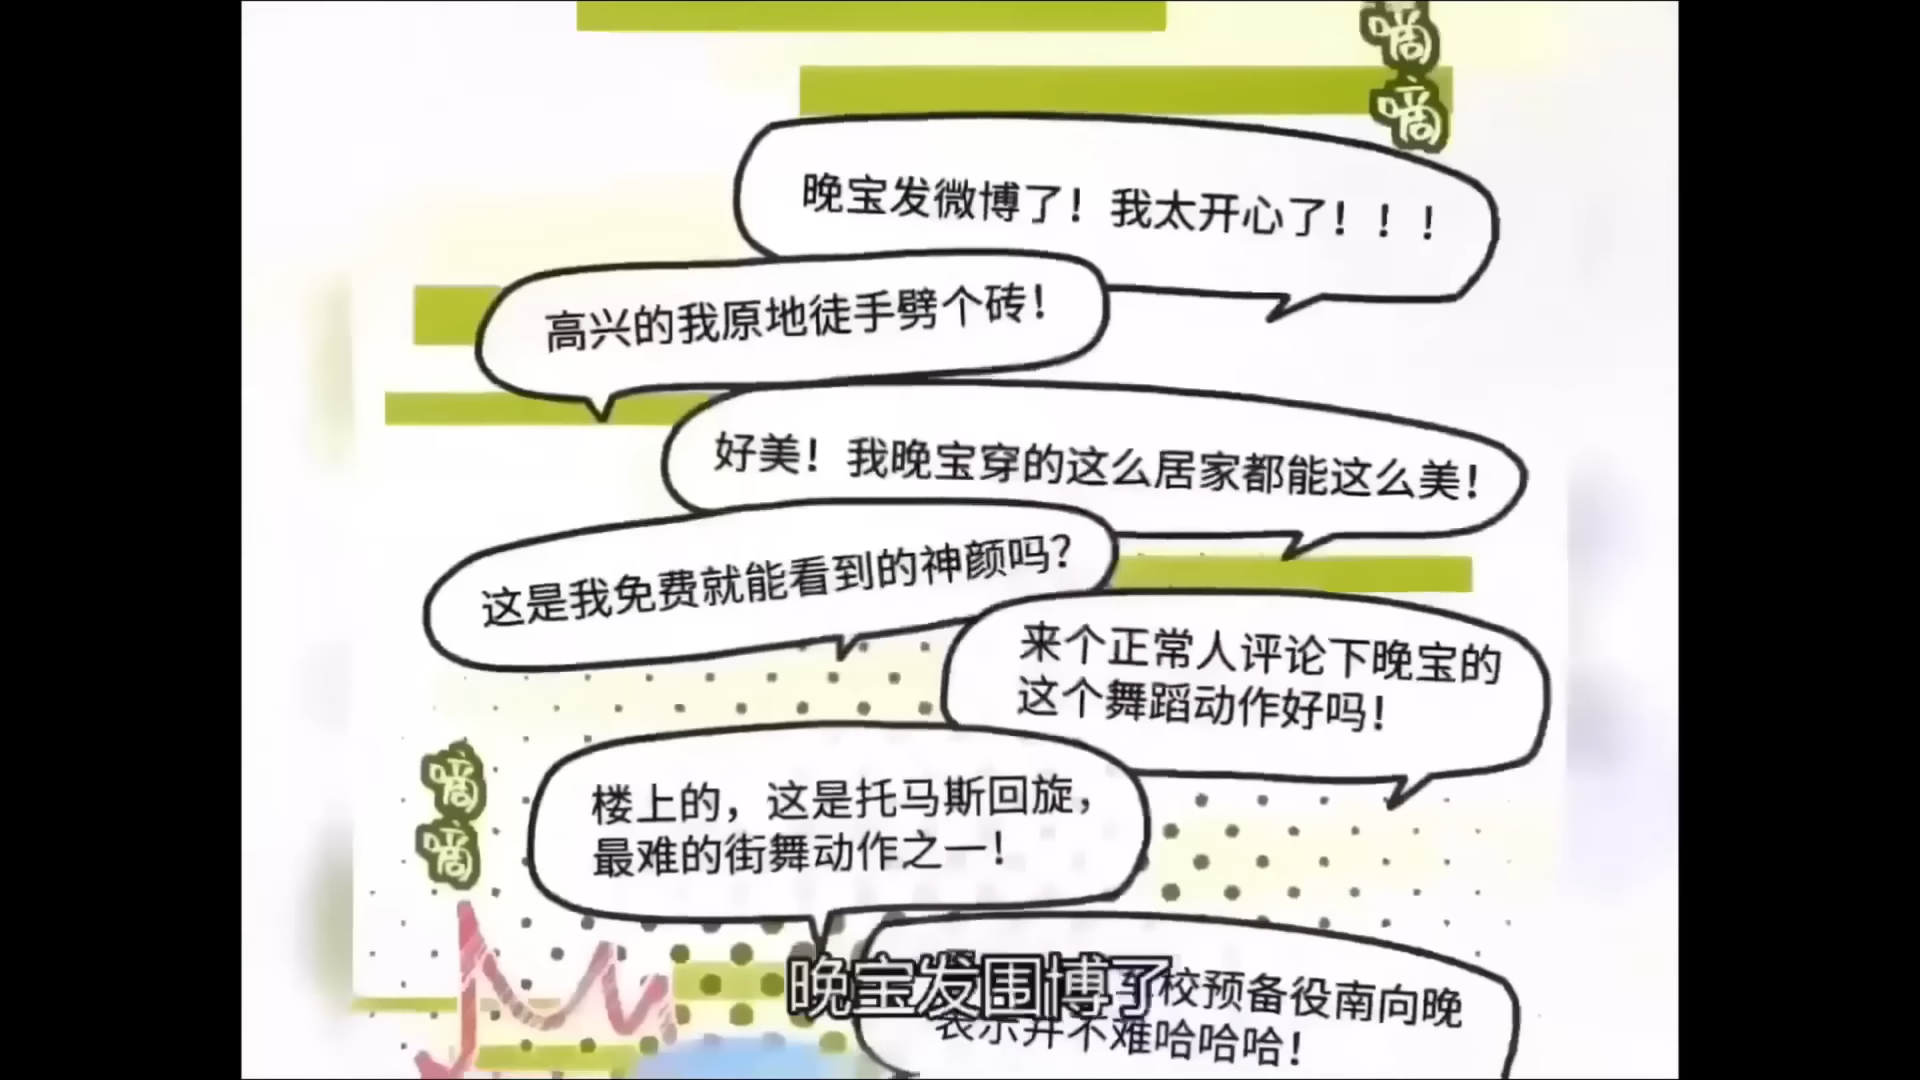 嘀
嘀
晚宝发微博了！我太开心了！！！
高兴的我原地徒手劈个砖！
好美！我晚宝穿的这么居家都能这么美！
这是我免费就能看到的神颜吗？
来个正常人评论下晚宝的
这个舞蹈动作好吗！
楼上的，这是托马斯回旋，
最难的街舞动作之一！
嘀
嘀
校预备役南向晚
表示并不难哈哈哈！
晚宝发围博了